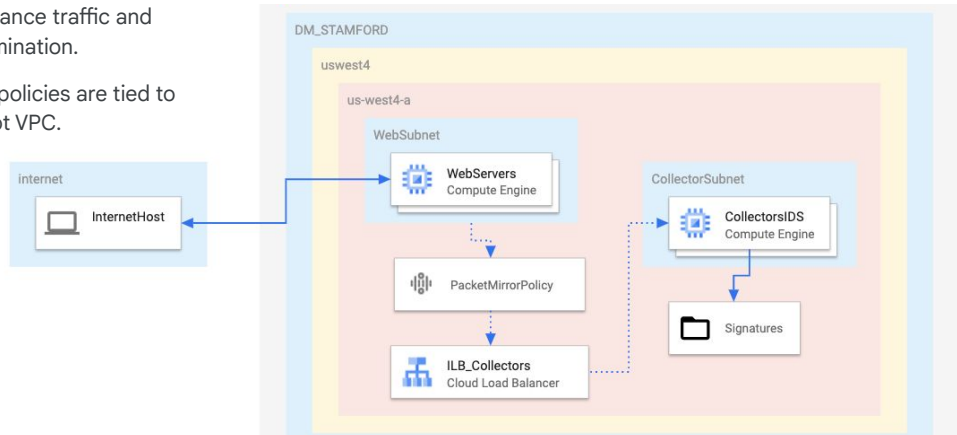 ance traffic and
mination.
policies are tied to
ot VPC.
DM_STAMFORD
uswest4
us-west4-a
WebSubnet
WebServers
Compute Engine
internet
InternetHost
CollectorSubnet
CollectorsIDS
Compute Engine
PacketMirrorPolicy
Signatures
ILB_Collectors
Cloud Load Balancer